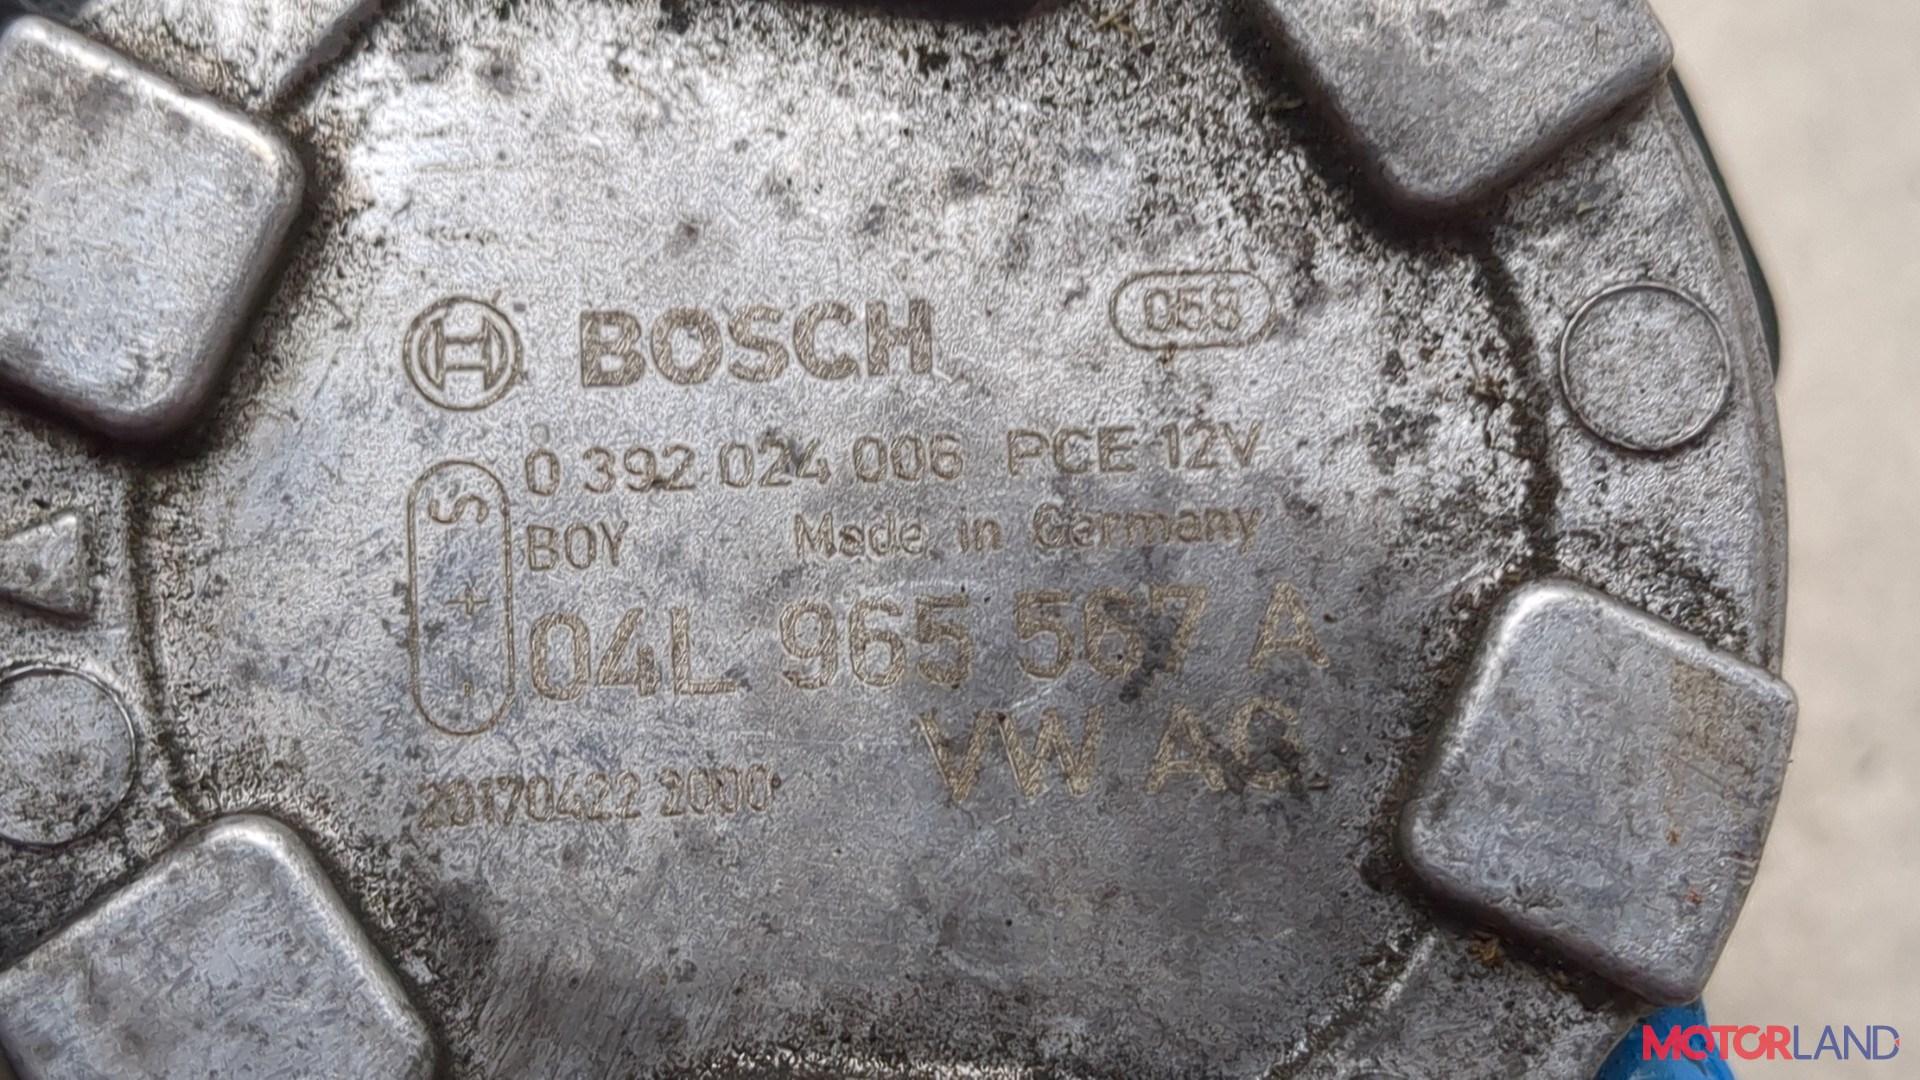 BOSCH 053
0 392 024 006 PCE 12V
S + -
BOY Made in Germany
04L 965 567 A
VW AG
20170422 2000
MOTORLAND